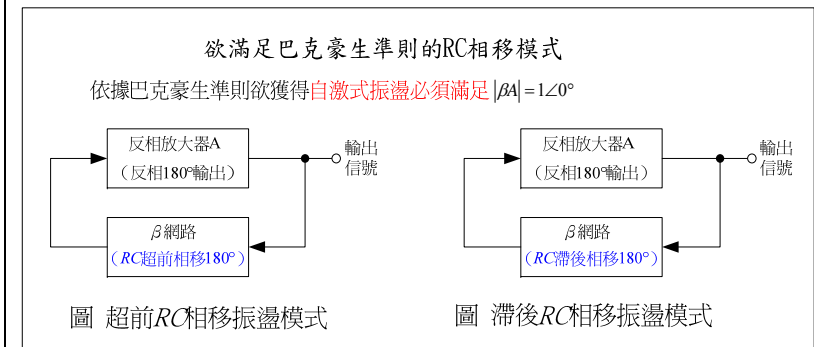 欲滿足巴克豪生準則的RC相移模式
依據巴克豪生準則欲獲得自激式振盪必須滿足 |βA| = 1∠0°
反相放大器A
（反相180°輸出）
輸出
信號
β網路
（RC超前相移180°）
圖 超前RC相移振盪模式
反相放大器A
（反相180°輸出）
輸出
信號
β網路
（RC滯後相移180°）
圖 滯後RC相移振盪模式